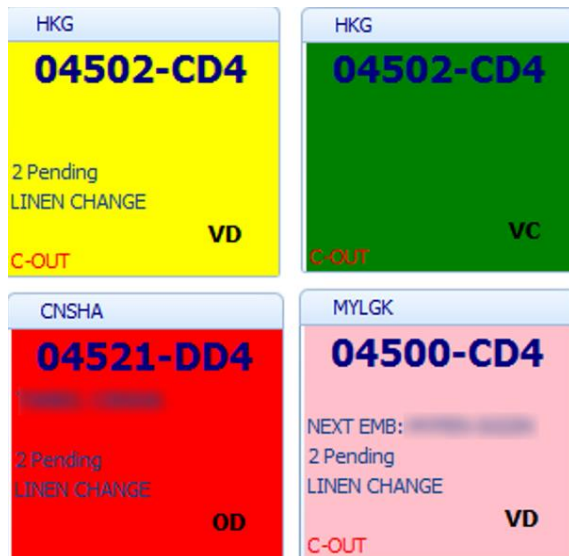 HKG
04502-CD4
2 Pending
LINEN CHANGE
VD
C-OUT
HKG
04502-CD4
VC
C-OUT
CNSHA
04521-DD4
2 Pending
LINEN CHANGE
OD
MYLGK
04500-CD4
NEXT EMB:
2 Pending
LINEN CHANGE
VD
C-OUT